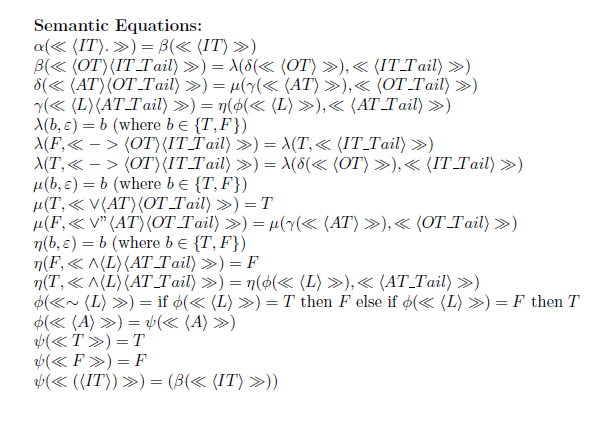 Semantic Equations:
α(≪ ⟨IT⟩. ≫) = β(≪ ⟨IT⟩ ≫)
β(≪ ⟨OT⟩⟨IT_Tail⟩ ≫) = λ(δ(≪ ⟨OT⟩ ≫), ≪ ⟨IT_Tail⟩ ≫)
δ(≪ ⟨AT⟩⟨OT_Tail⟩ ≫) = μ(γ(≪ ⟨AT⟩ ≫), ≪ ⟨OT_Tail⟩ ≫)
γ(≪ ⟨L⟩⟨AT_Tail⟩ ≫) = η(ϕ(≪ ⟨L⟩ ≫), ≪ ⟨AT_Tail⟩ ≫)
λ(b, ε) = b (where b ∈ {T, F})
λ(F, ≪ − > ⟨OT⟩⟨IT_Tail⟩ ≫) = λ(T, ≪ ⟨IT_Tail⟩ ≫)
λ(T, ≪ − > ⟨OT⟩⟨IT_Tail⟩ ≫) = λ(δ(≪ ⟨OT⟩ ≫), ≪ ⟨IT_Tail⟩ ≫)
μ(b, ε) = b (where b ∈ {T, F})
μ(T, ≪ ∨⟨AT⟩⟨OT_Tail⟩ ≫) = T
μ(F, ≪ ∨”⟨AT⟩⟨OT_Tail⟩ ≫) = μ(γ(≪ ⟨AT⟩ ≫), ≪ ⟨OT_Tail⟩ ≫)
η(b, ε) = b (where b ∈ {T, F})
η(F, ≪ ∧⟨L⟩⟨AT_Tail⟩ ≫) = F
η(T, ≪ ∧⟨L⟩⟨AT_Tail⟩ ≫) = η(ϕ(≪ ⟨L⟩ ≫), ≪ ⟨AT_Tail⟩ ≫)
ϕ(≪∼ ⟨L⟩ ≫) = if ϕ(≪ ⟨L⟩ ≫) = T then F else if ϕ(≪ ⟨L⟩ ≫) = F then T
ϕ(≪ ⟨A⟩ ≫) = ψ(≪ ⟨A⟩ ≫)
ψ(≪ T ≫) = T
ψ(≪ F ≫) = F
ψ(≪ (⟨IT⟩) ≫) = (β(≪ ⟨IT⟩ ≫))